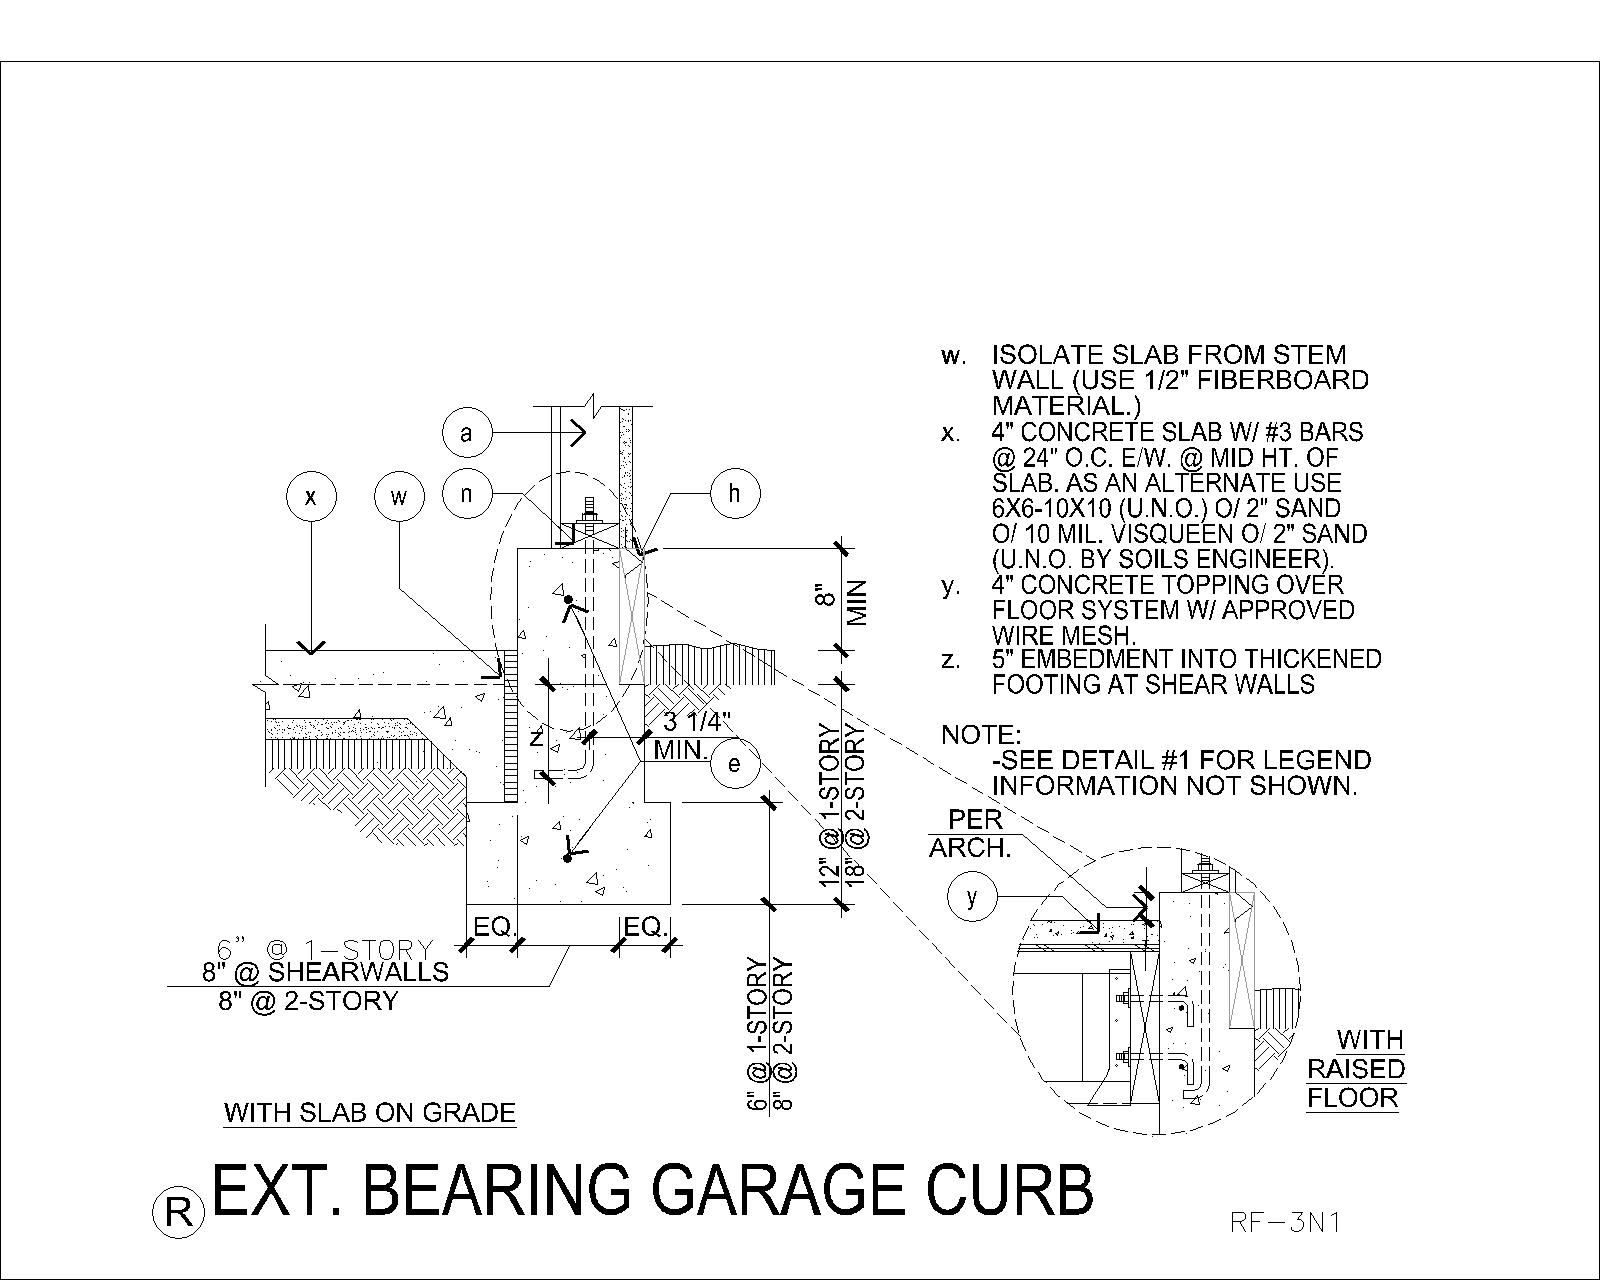 w. ISOLATE SLAB FROM STEM
WALL (USE 1/2" FIBERBOARD
MATERIAL.)
x. 4" CONCRETE SLAB W/ #3 BARS
@ 24" O.C. E/W. @ MID HT. OF
SLAB. AS AN ALTERNATE USE
6X6-10X10 (U.N.O.) O/ 2" SAND
O/ 10 MIL. VISQUEEN O/ 2" SAND
(U.N.O. BY SOILS ENGINEER).
y. 4" CONCRETE TOPPING OVER
FLOOR SYSTEM W/ APPROVED
WIRE MESH.
z. 5" EMBEDMENT INTO THICKENED
FOOTING AT SHEAR WALLS
NOTE:
-SEE DETAIL #1 FOR LEGEND
INFORMATION NOT SHOWN.
a
x
w
n
h
8"
MIN
z
3 1/4"
MIN.
e
12" @ 1-STORY
18" @ 2-STORY
PER
ARCH.
y
EQ.
EQ.
6” @ 1-STORY
8" @ SHEARWALLS
8" @ 2-STORY
6" @ 1-STORY
8" @ 2-STORY
WITH
RAISED
FLOOR
WITH SLAB ON GRADE
R EXT. BEARING GARAGE CURB
RF-3N1